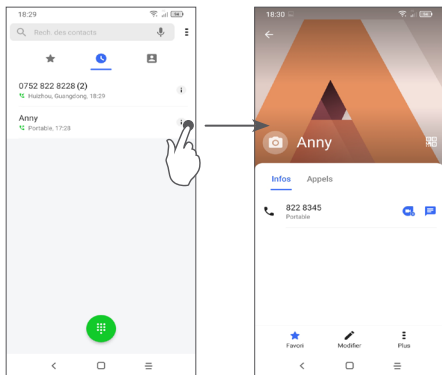 18:29
Rech. des contacts
0752 822 8228 (2)
Huizhou, Guangdong, 18:29
Anny
Portable, 17:28
18:30
Anny
Infos Appels
822 8345
Portable
Favori Modifier Plus